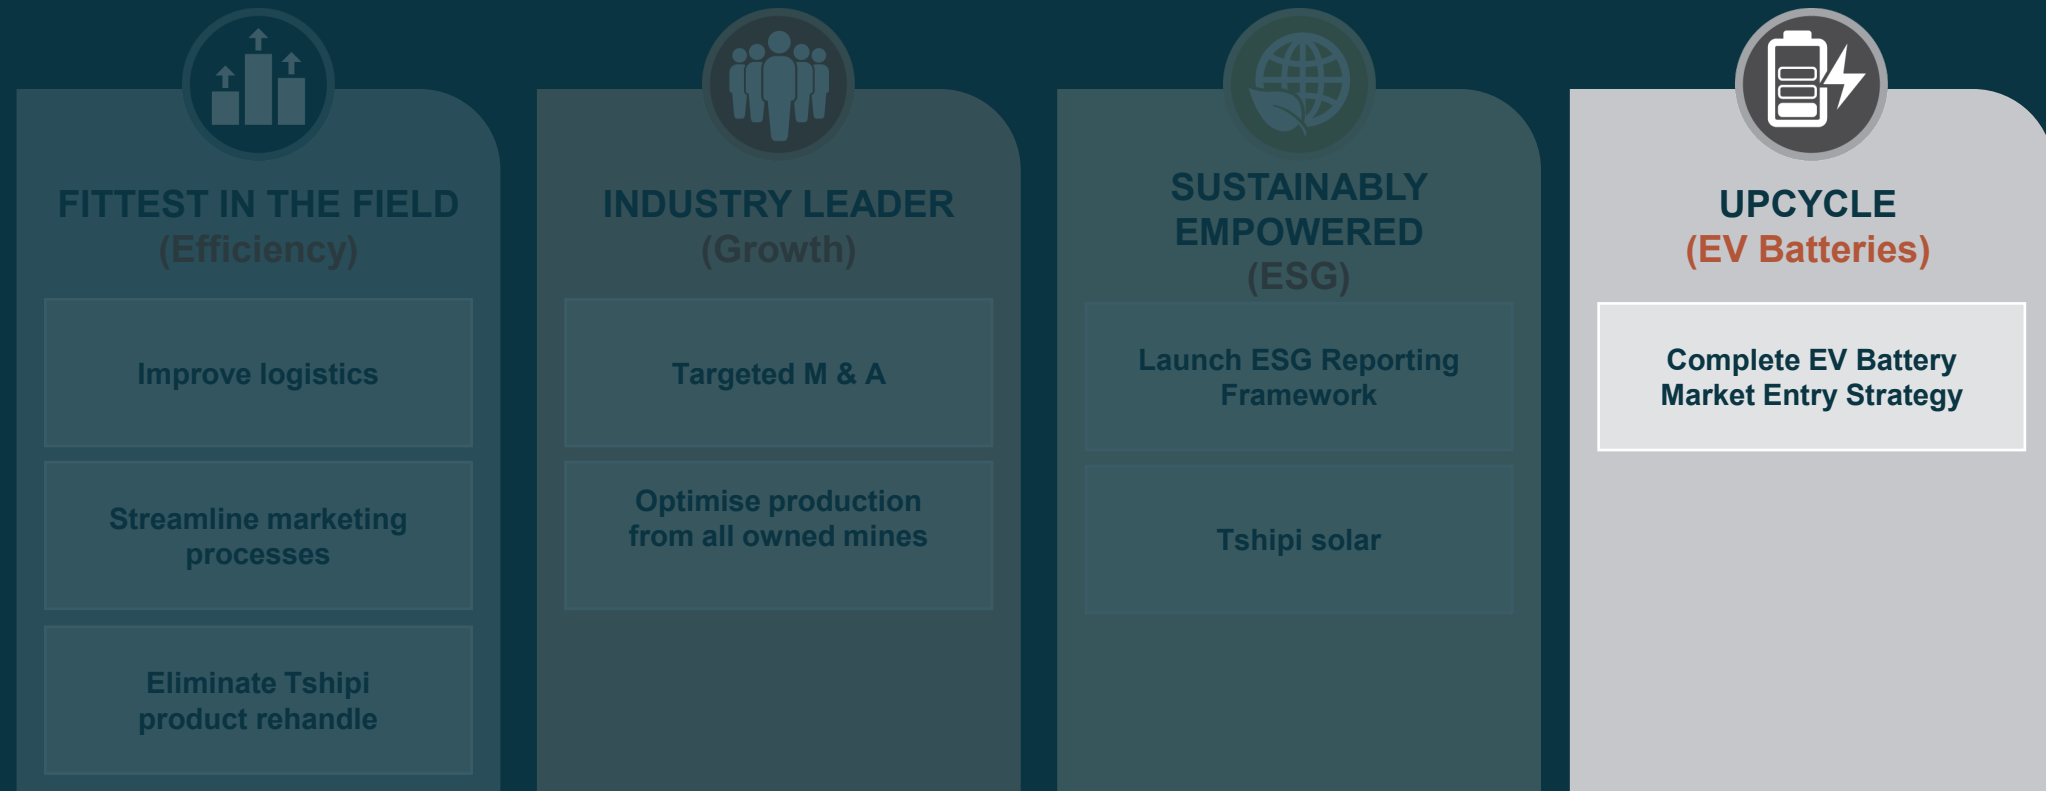 FITTEST IN THE FIELD
(Efficiency)
Improve logistics
Streamline marketing
processes
Eliminate Tshipi
product rehandle
INDUSTRY LEADER
(Growth)
Targeted M & A
Optimise production
from all owned mines
SUSTAINABLY
EMPOWERED
(ESG)
Launch ESG Reporting
Framework
Tshipi solar
UPCYCLE
(EV Batteries)
Complete EV Battery
Market Entry Strategy